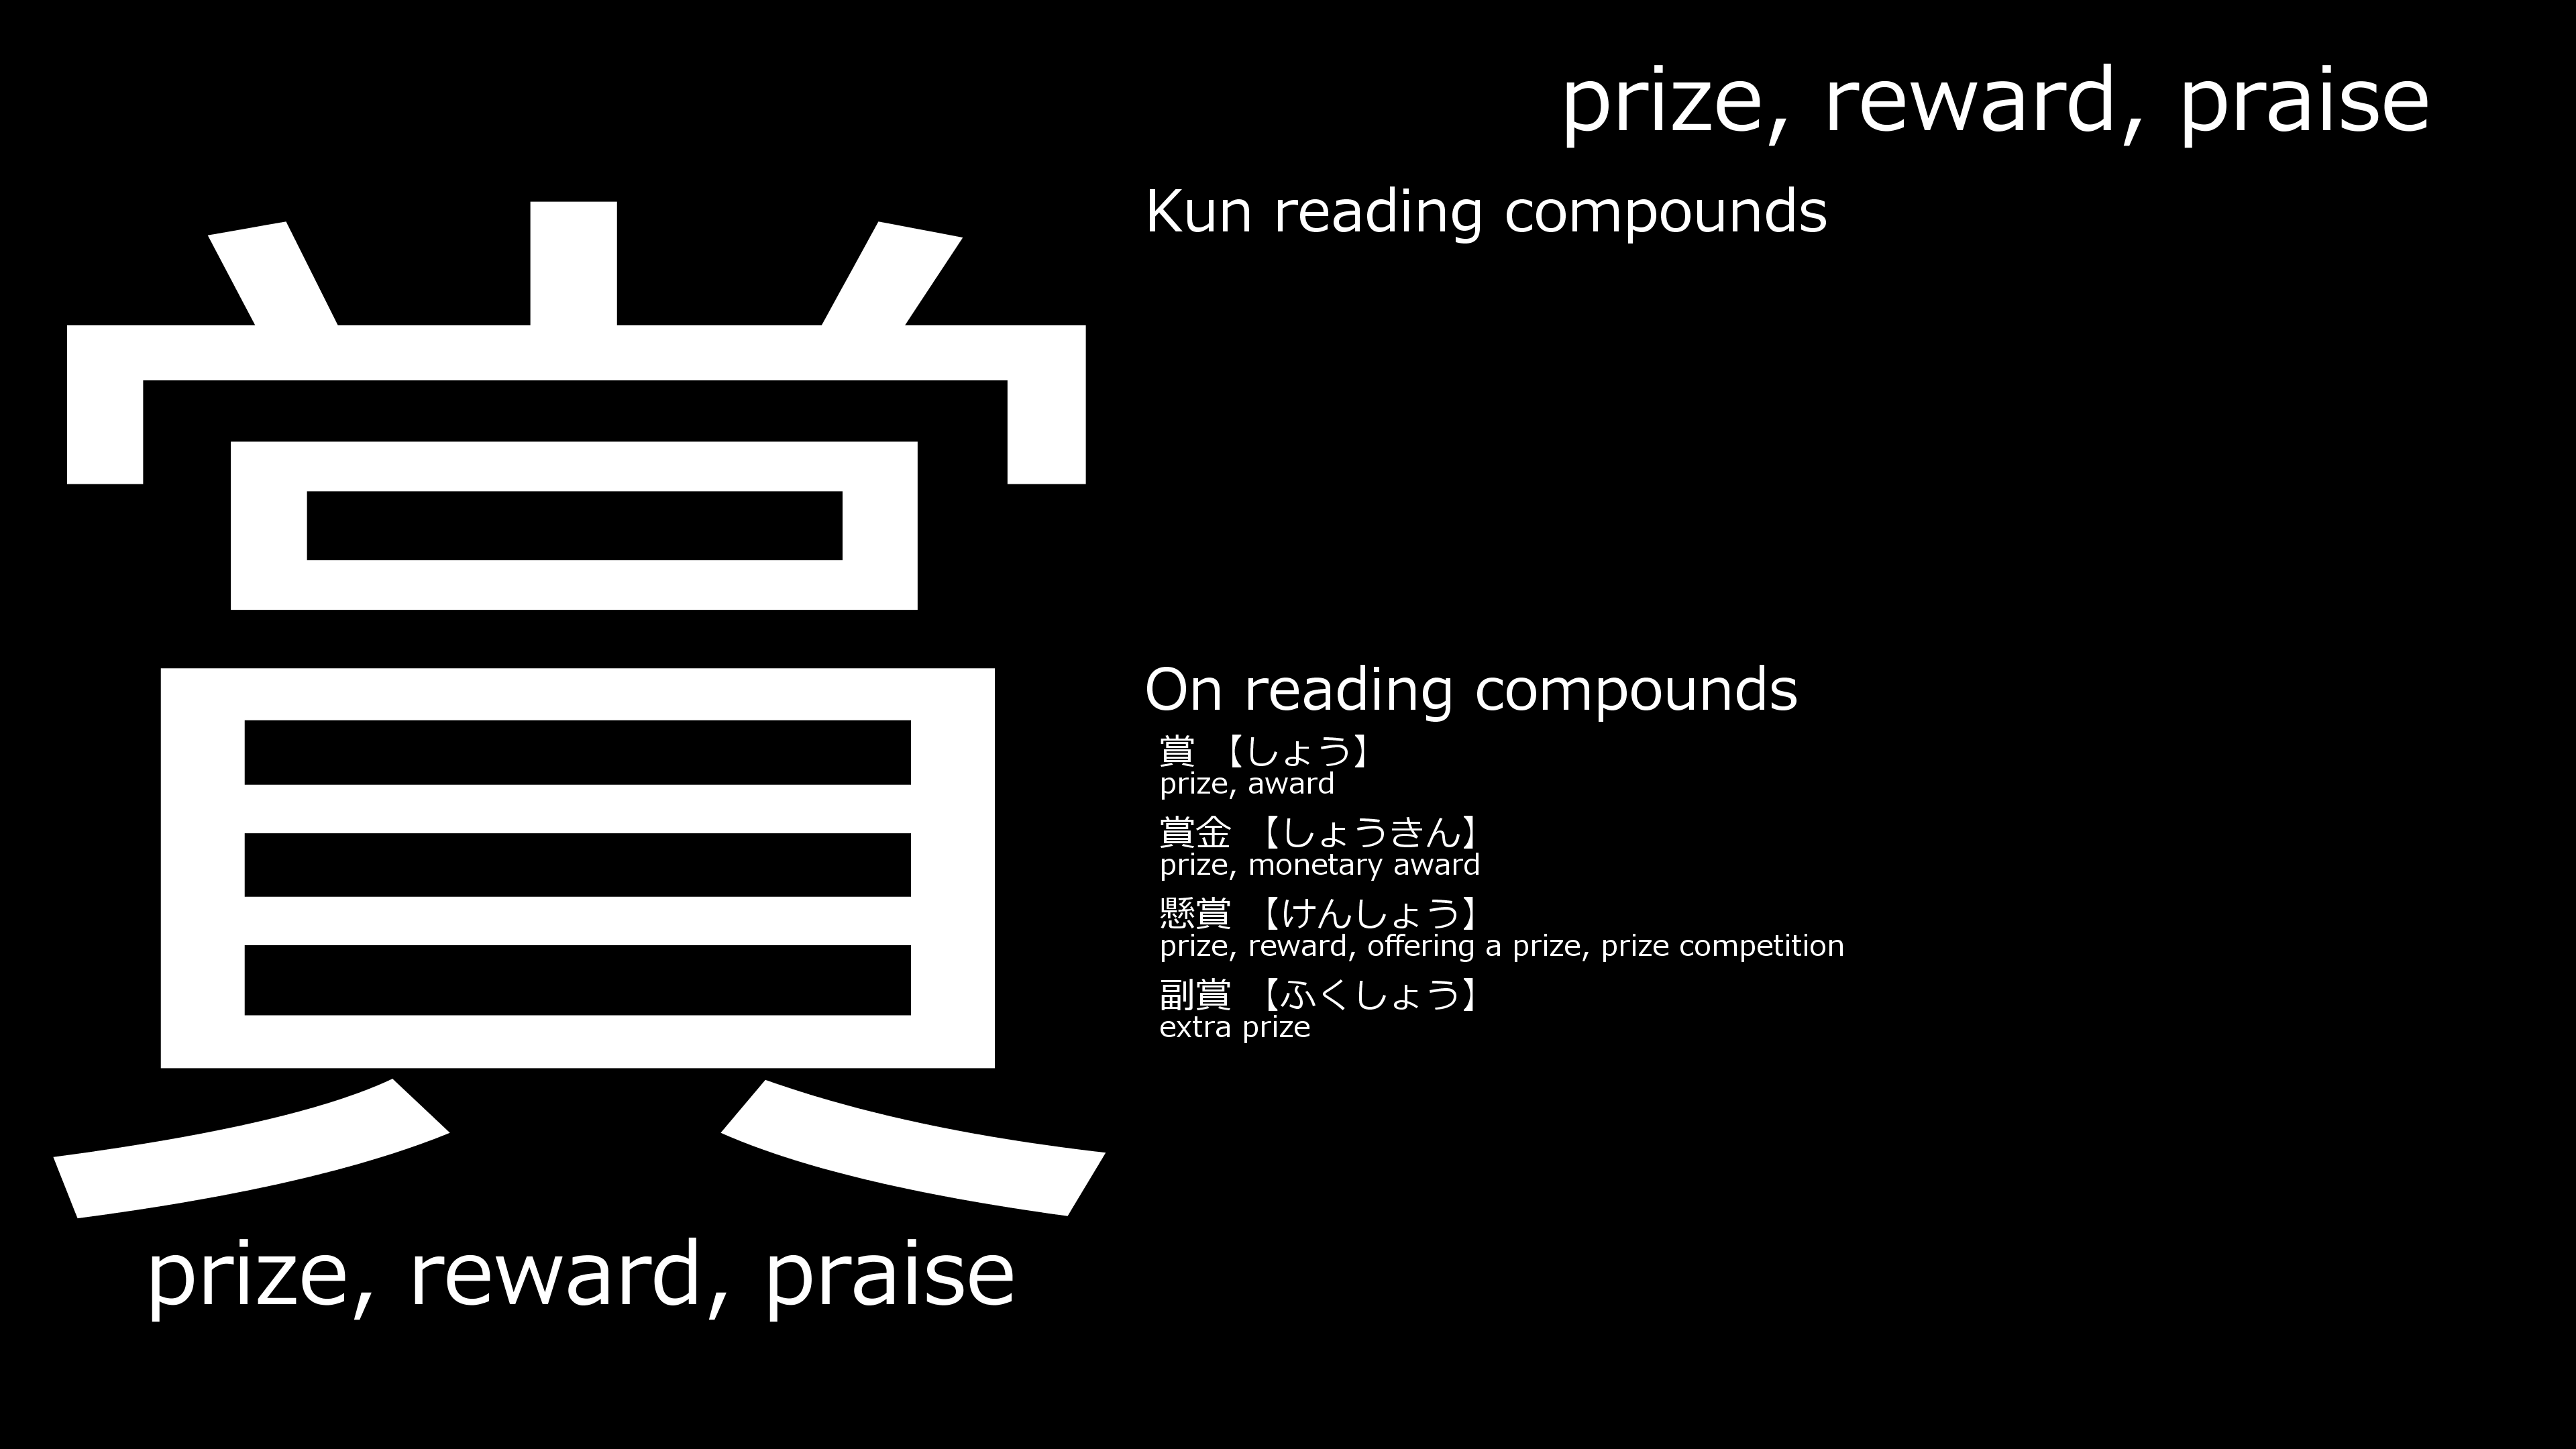 賞
prize, reward, praise
prize, reward, praise
Kun reading compounds
On reading compounds
賞 【しょう】
prize, award
賞金 【しょうきん】
prize, monetary award
懸賞 【けんしょう】
prize, reward, offering a prize, prize competition
副賞 【ふくしょう】
extra prize